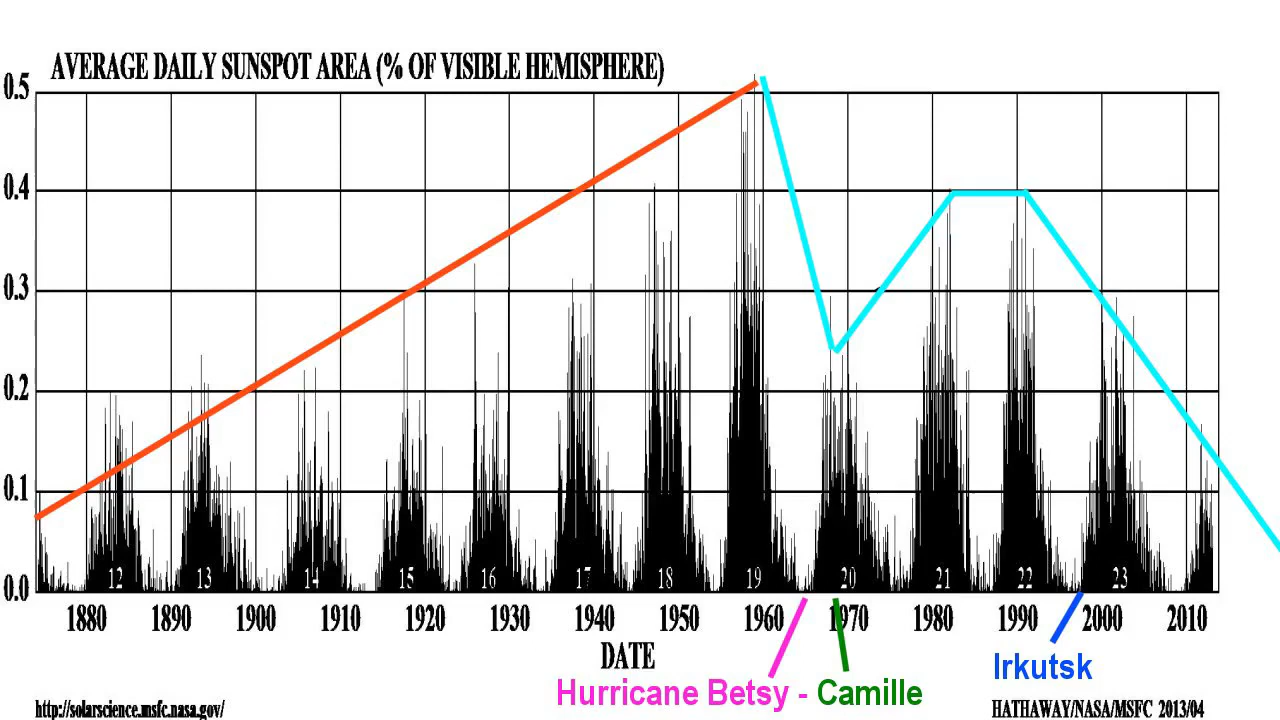 AVERAGE DAILY SUNSPOT AREA (% OF VISIBLE HEMISPHERE)
0.5
0.4
0.3
0.2
0.1
0.0
12 13 14 15 16 17 18 19 20 21 22 23
1880 1890 1900 1910 1920 1930 1940 1950 1960 1970 1980 1990 2000 2010
DATE
Irkutsk
Hurricane Betsy - Camille
http://solarscience.msfc.nasa.gov/ HATHAWAY/NASA/MSFC 2013/04